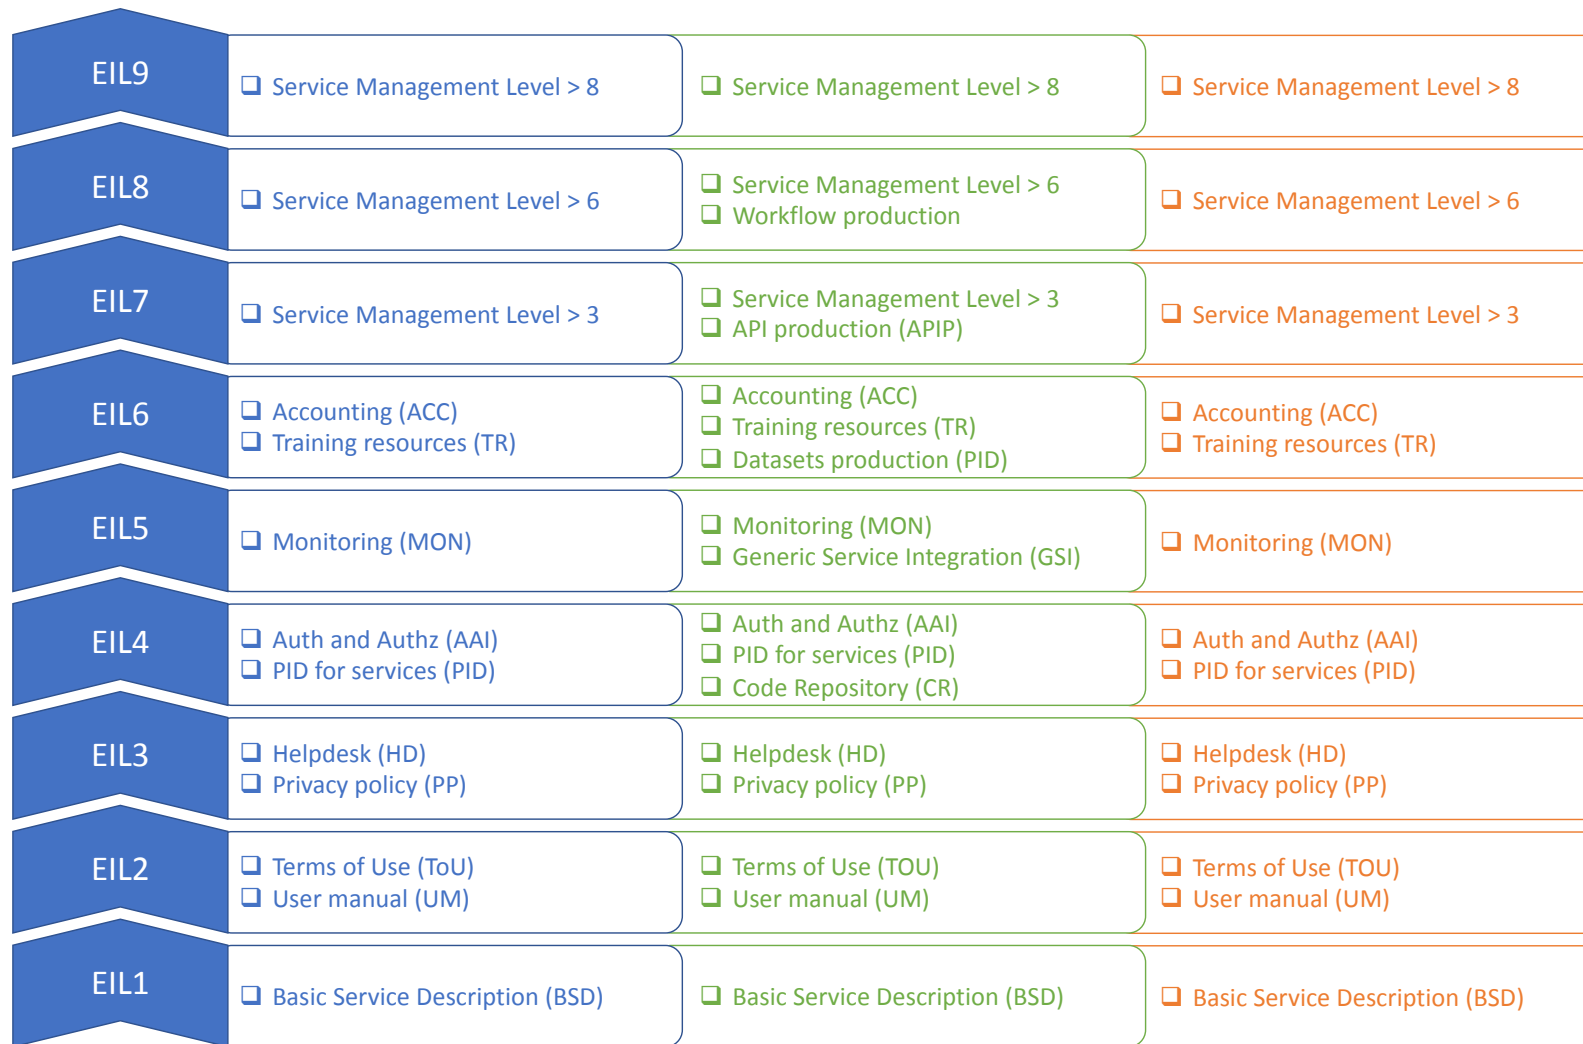 EIL9
Service Management Level > 8
Service Management Level > 8
Service Management Level > 8
EIL8
Service Management Level > 6
Service Management Level > 6
Workflow production
Service Management Level > 6
EIL7
Service Management Level > 3
Service Management Level > 3
API production (APIP)
Service Management Level > 3
EIL6
Accounting (ACC)
Training resources (TR)
Accounting (ACC)
Training resources (TR)
Datasets production (PID)
Accounting (ACC)
Training resources (TR)
EIL5
Monitoring (MON)
Monitoring (MON)
Generic Service Integration (GSI)
Monitoring (MON)
EIL4
Auth and Authz (AAI)
PID for services (PID)
Auth and Authz (AAI)
PID for services (PID)
Code Repository (CR)
Auth and Authz (AAI)
PID for services (PID)
EIL3
Helpdesk (HD)
Privacy policy (PP)
Helpdesk (HD)
Privacy policy (PP)
Helpdesk (HD)
Privacy policy (PP)
EIL2
Terms of Use (ToU)
User manual (UM)
Terms of Use (TOU)
User manual (UM)
Terms of Use (TOU)
User manual (UM)
EIL1
Basic Service Description (BSD)
Basic Service Description (BSD)
Basic Service Description (BSD)